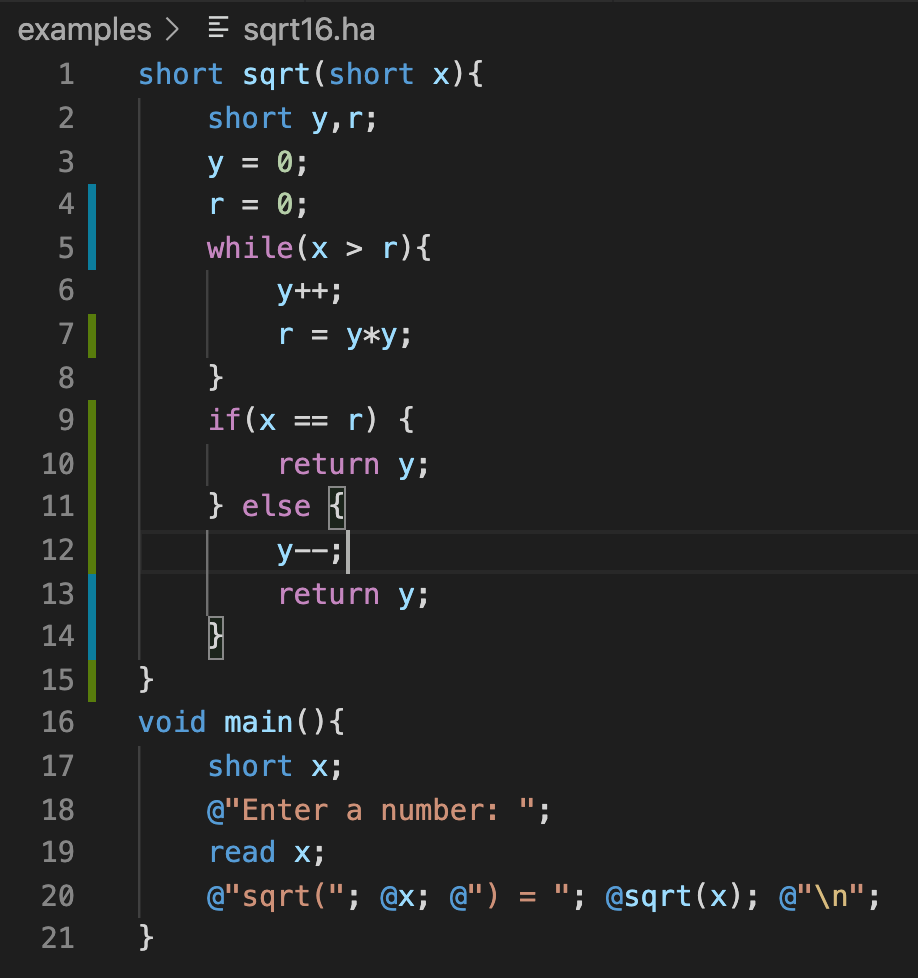 examples > sqrt16.ha
1 short sqrt(short x){
2     short y,r;
3     y = 0;
4     r = 0;
5     while(x > r){
6         y++;
7         r = y*y;
8     }
9     if(x == r) {
10         return y;
11     } else {
12         y--;
13         return y;
14     }
15 }
16 void main(){
17     short x;
18     @"Enter a number: ";
19     read x;
20     @"sqrt("; @x; @") = "; @sqrt(x); @"\n";
21 }